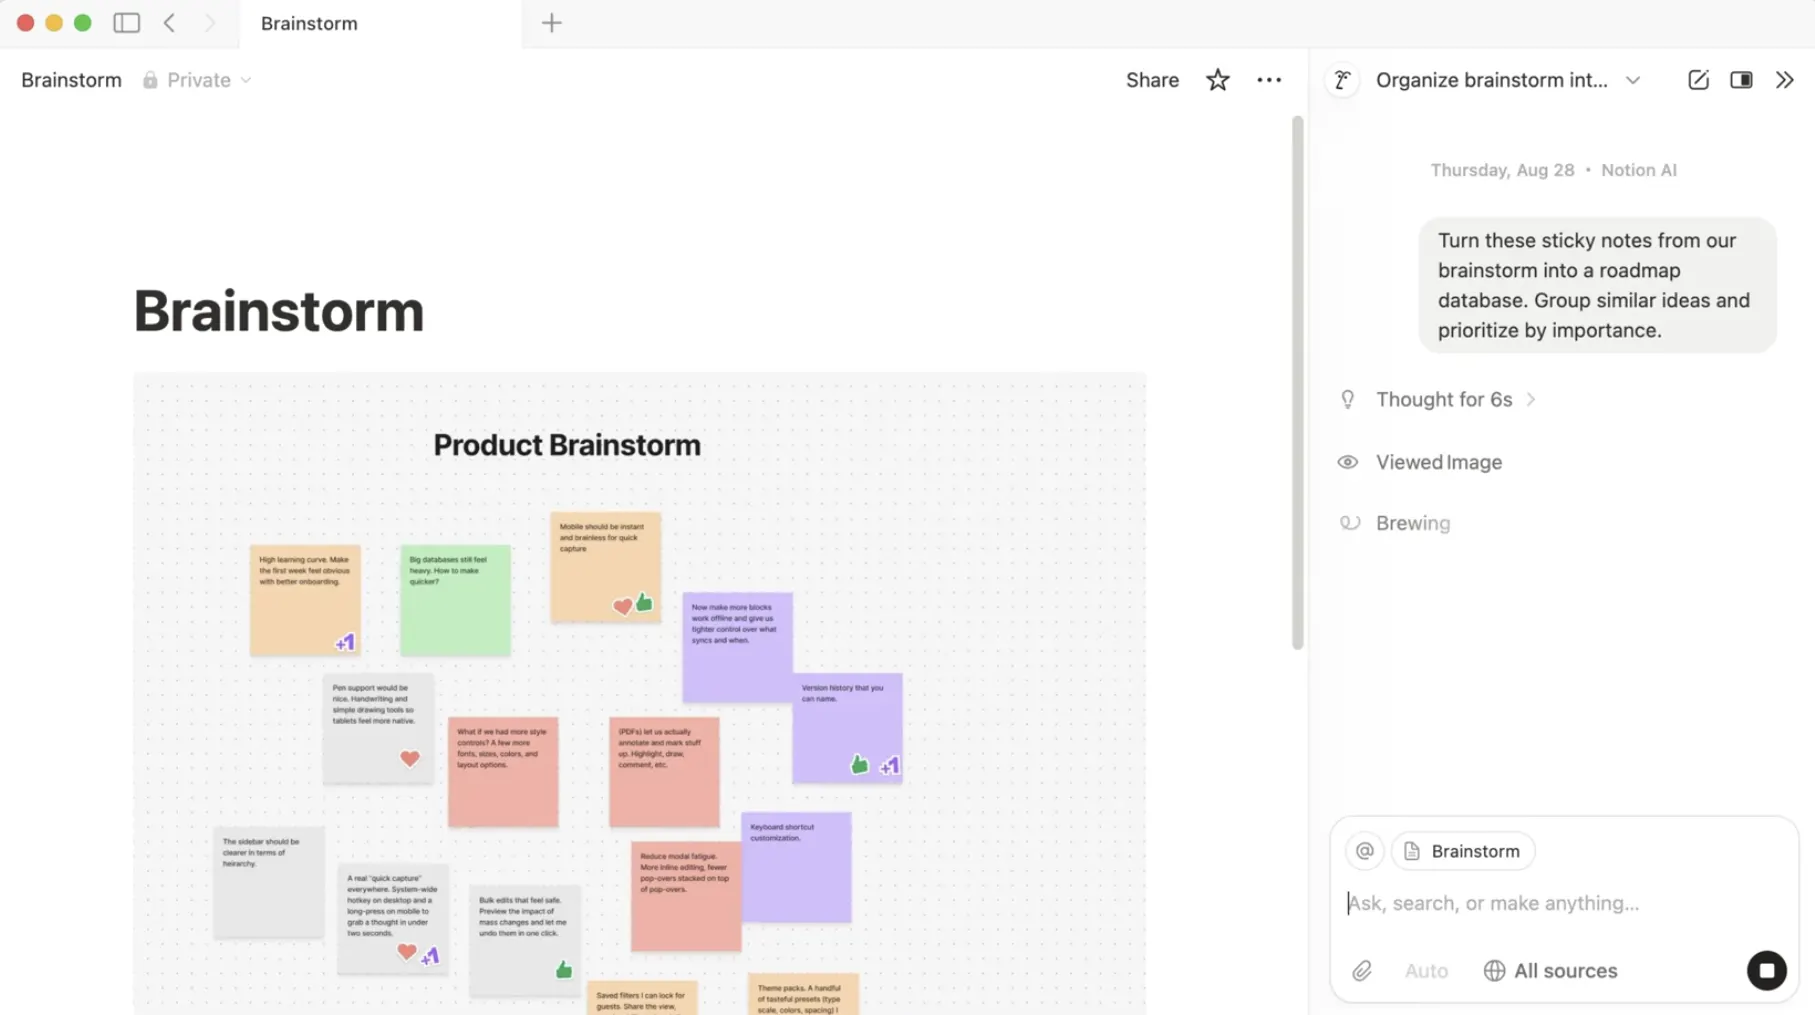 Brainstorm
Brainstorm
Private
Share
Organize brainstorm int...
Thursday, Aug 28 • Notion AI
Turn these sticky notes from our
brainstorm into a roadmap
database. Group similar ideas and
prioritize by importance.
Thought for 6s
Viewed Image
Brewing
Brainstorm
Product Brainstorm
Mobile should be instant
and brainless for quick
capture
High learning curve. Make
the first week feel obvious
with better onboarding.
+1
Big databases still feel
heavy. How to make
quicker?
Now make more blocks
work offline and give us
tighter control over what
syncs and when.
Pen support would be
nice. Handwriting and
simple drawing tools so
tablets feel more native.
Version history that you
can name.
+1
What if we had more style
controls? A few more
fonts, sizes, colors, and
layout options.
(PDFs) let us actually
annotate and mark stuff
up. Highlight, draw,
comment, etc.
The sidebar should be
clearer in terms of
heirarchy.
Keyboard shortcut
customization.
Reduce modal fatigue.
More inline editing, fewer
pop-overs stacked on top
of pop-overs.
A real "quick capture"
everywhere. System-wide
hotkey on desktop and a
long-press on mobile to
grab a thought in under
two seconds.
+1
Bulk edits that feel safe.
Preview the impact of
mass changes and let me
undo them in one click.
Saved filters I can lock for
guests. Share the view,
Theme packs. A handful
of tasteful presets (type
scale, colors, spacing) I
@
Brainstorm
Ask, search, or make anything...
Auto
All sources